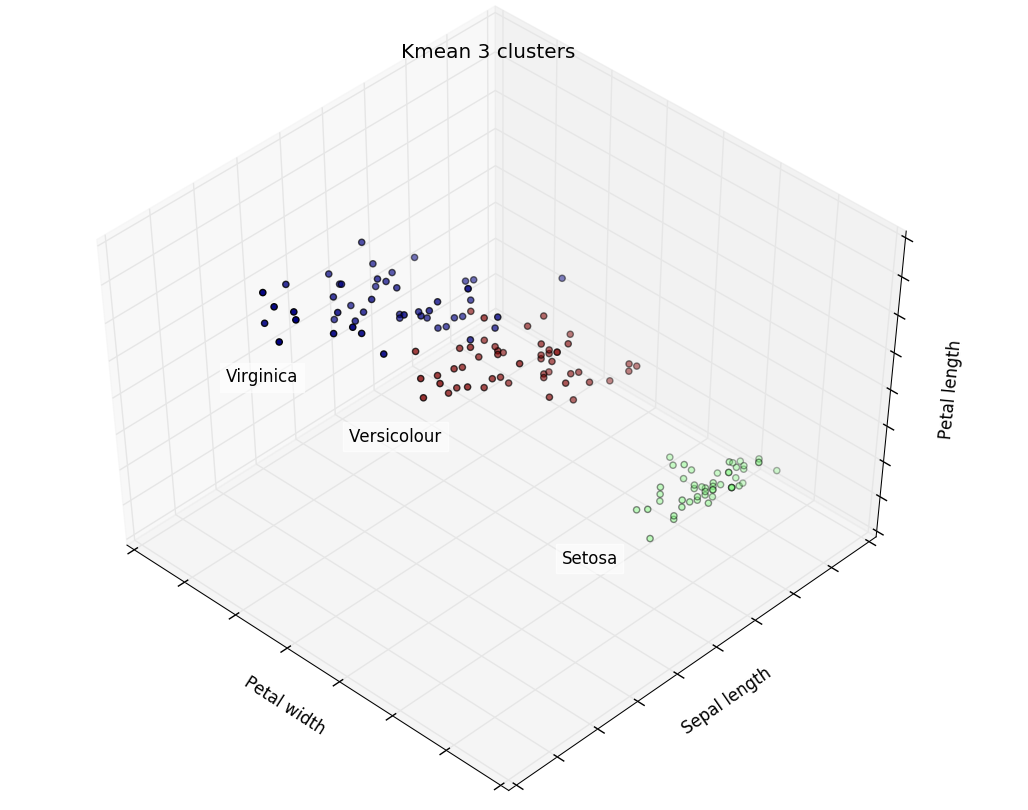 Kmean 3 clusters
Virginica
Versicolour
Setosa
Petal length
Petal width
Sepal length